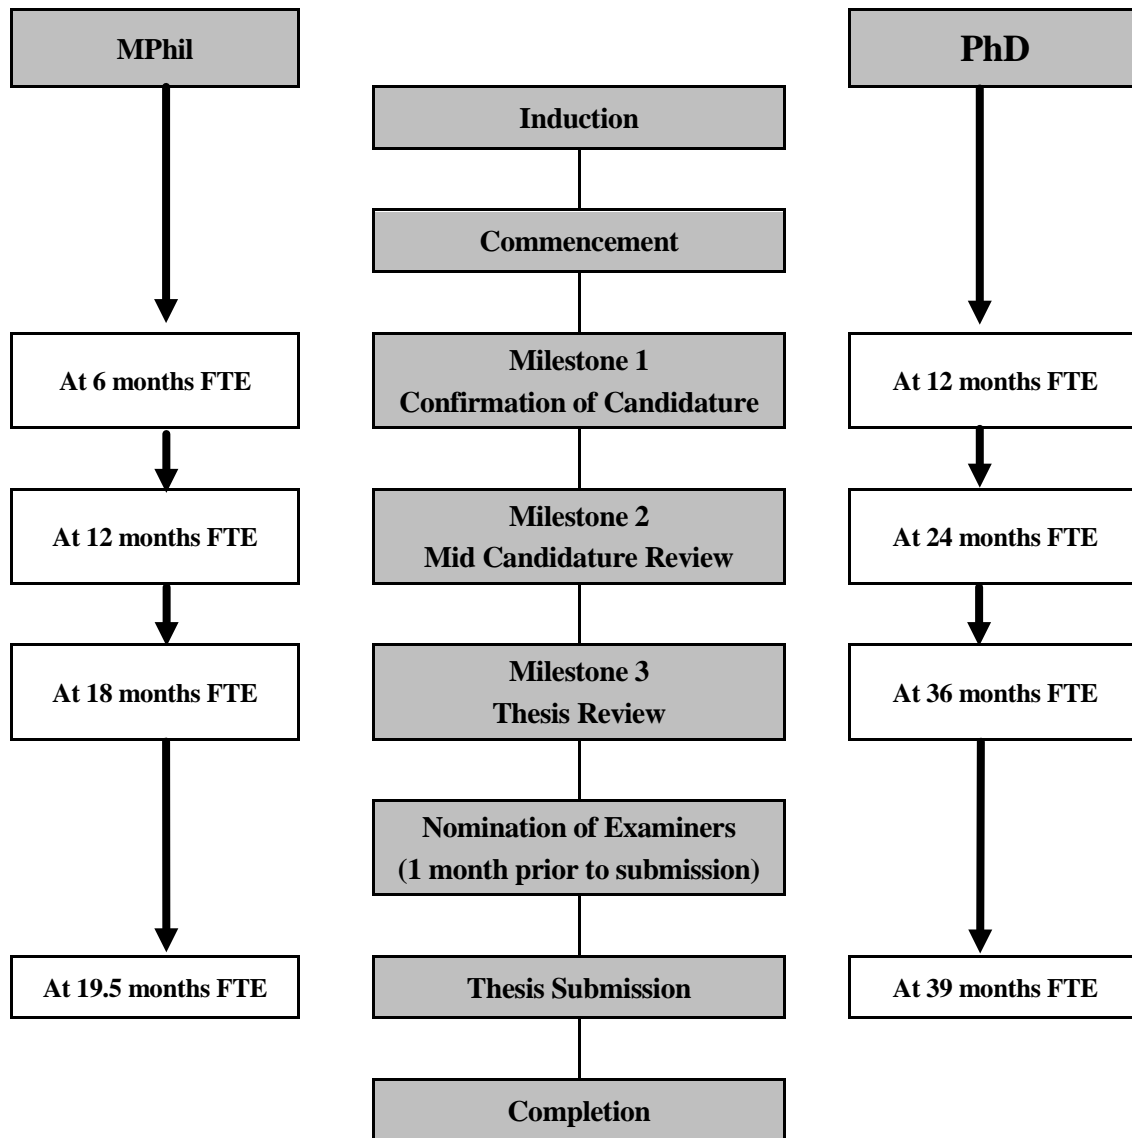 MPhil
PhD
Induction
Commencement
At 6 months FTE
Milestone 1
Confirmation of Candidature
At 12 months FTE
At 12 months FTE
Milestone 2
Mid Candidature Review
At 24 months FTE
At 18 months FTE
Milestone 3
Thesis Review
At 36 months FTE
Nomination of Examiners
(1 month prior to submission)
At 19.5 months FTE
Thesis Submission
At 39 months FTE
Completion